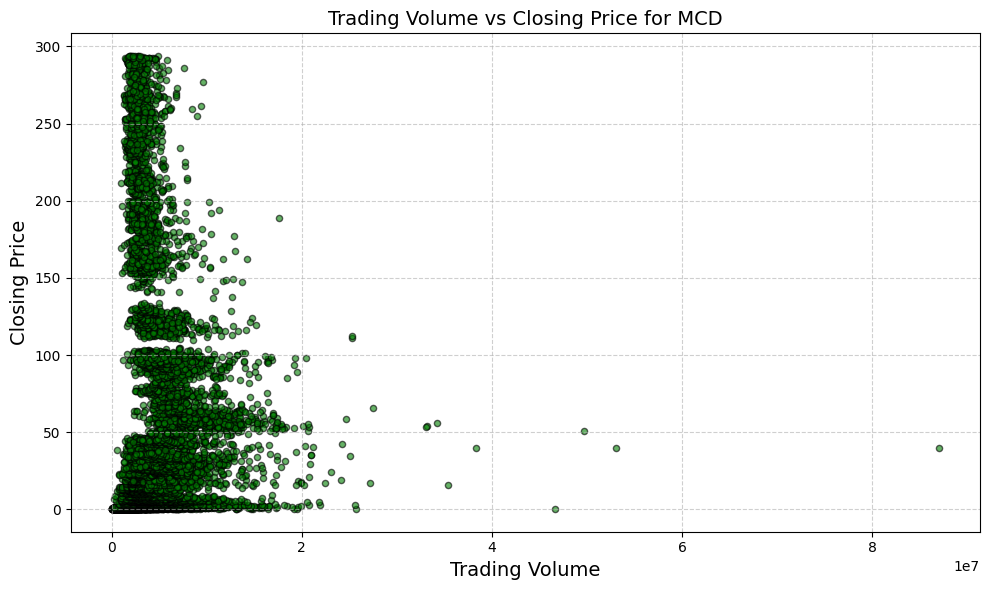 Trading Volume vs Closing Price for MCD
Closing Price
300
250
200
150
100
50
0
0 2 4 6 8
1e7
Trading Volume